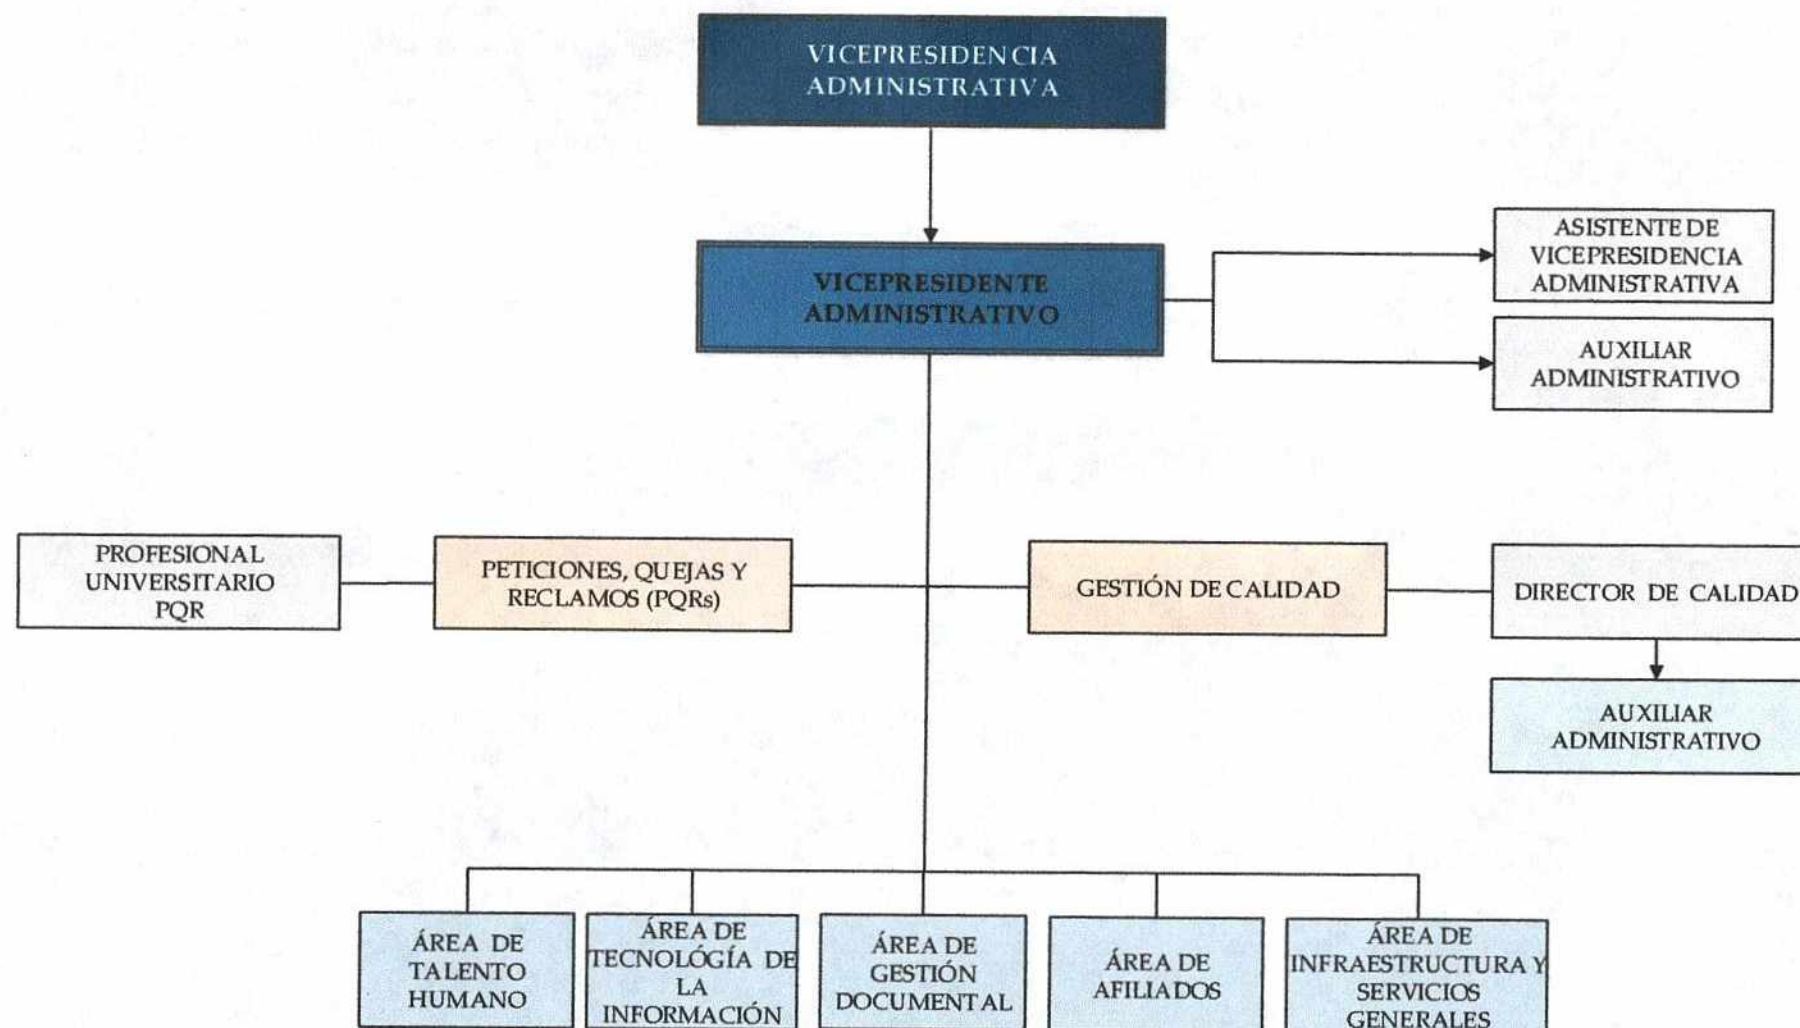 VICEPRESIDENCIA
ADMINISTRATIVA
VICEPRESIDENTE
ADMINISTRATIVO
ASISTENTE DE
VICEPRESIDENCIA
ADMINISTRATIVA
AUXILIAR
ADMINISTRATIVO
PROFESIONAL
UNIVERSITARIO
PQR
PETICIONES, QUEJAS Y
RECLAMOS (PQRs)
GESTIÓN DE CALIDAD
DIRECTOR DE CALIDAD
AUXILIAR
ADMINISTRATIVO
ÁREA DE
TALENTO
HUMANO
ÁREA DE
TECNOLÓGÍA DE
LA
INFORMACIÓN
ÁREA DE
GESTIÓN
DOCUMENTAL
ÁREA DE
AFILIADOS
ÁREA DE
INFRAESTRUCTURA Y
SERVICIOS
GENERALES